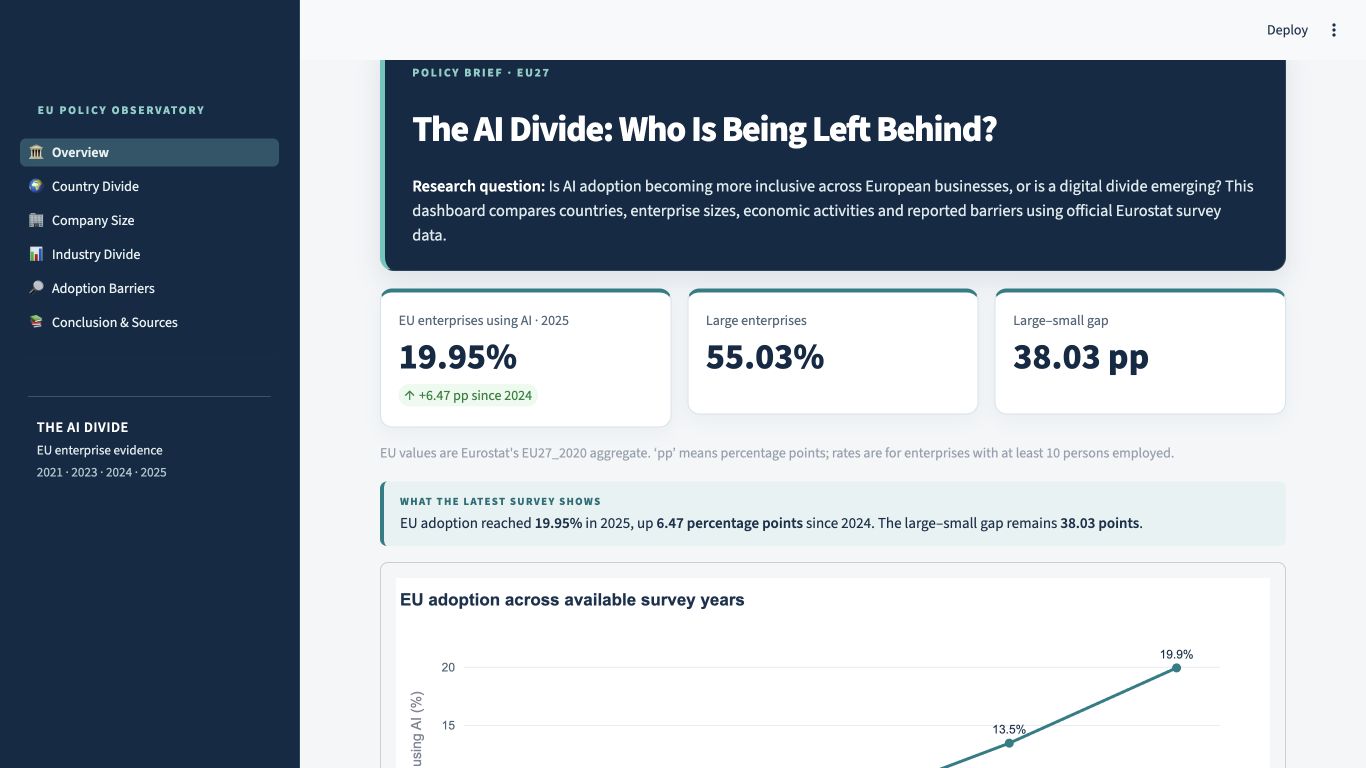 Deploy
EU POLICY OBSERVATORY
Overview
Country Divide
Company Size
Industry Divide
Adoption Barriers
Conclusion & Sources
THE AI DIVIDE
EU enterprise evidence
2021 · 2023 · 2024 · 2025
POLICY BRIEF · EU27
The AI Divide: Who Is Being Left Behind?
Research question: Is AI adoption becoming more inclusive across European businesses, or is a digital divide emerging? This
dashboard compares countries, enterprise sizes, economic activities and reported barriers using official Eurostat survey
data.
EU enterprises using AI · 2025
19.95%
↑ +6.47 pp since 2024
Large enterprises
55.03%
Large–small gap
38.03 pp
EU values are Eurostat's EU27_2020 aggregate. ‘pp’ means percentage points; rates are for enterprises with at least 10 persons employed.
WHAT THE LATEST SURVEY SHOWS
EU adoption reached 19.95% in 2025, up 6.47 percentage points since 2024. The large–small gap remains 38.03 points.
EU adoption across available survey years
19.9%
20
13.5%
15
using AI (%)